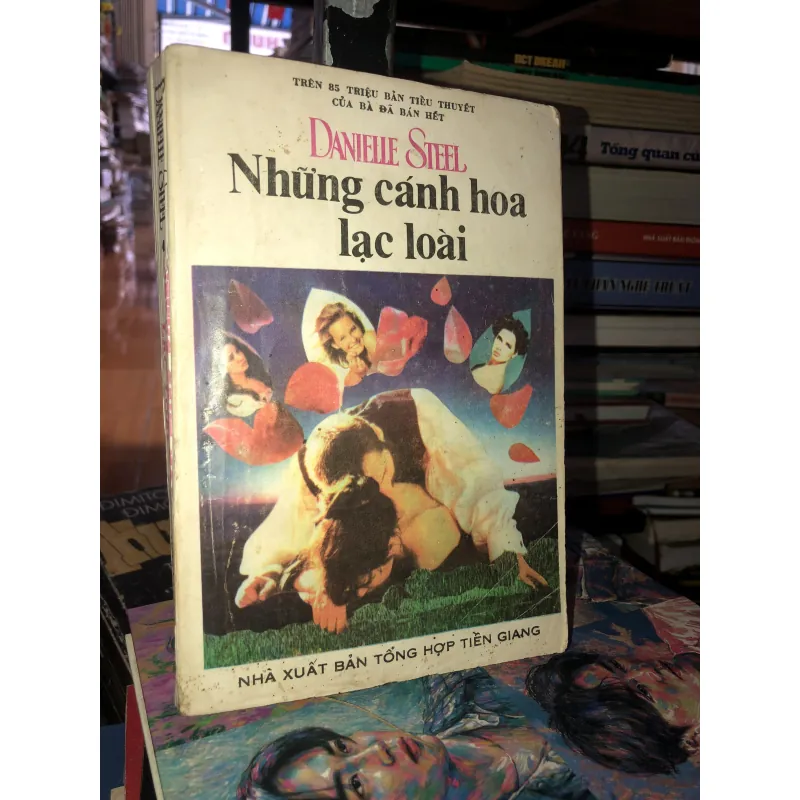 TRÊN 85 TRIỆU BẢN TIỂU THUYẾT
CỦA BÀ ĐÃ BÁN HẾT
DANIELLE STEEL
Những cánh hoa
lạc loài
NHÀ XUẤT BẢN TỔNG HỢP TIỀN GIANG
DANIELLE STEEL
Tổng quan
DIMITO